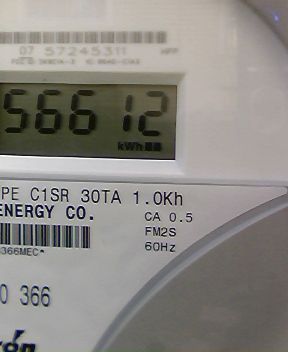 07 57245311
56612
kWh
PE C1SR 30TA 1.0Kh
ENERGY CO.
CA 0.5
FM2S
60Hz
366MEC*
0 366